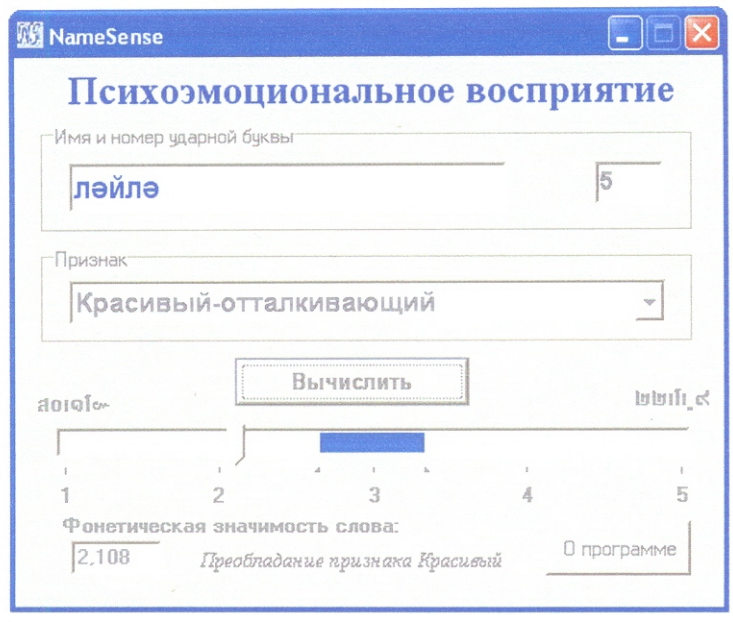 NameSense
Психоэмоциональное восприятие
Имя и номер ударной буквы
ләйлә
5
Признак
Красивый-отталкивающий
Вычислить
1 2 3 4 5
Фонетическая значимость слова:
2,108
Преобладание признака Красивый
О программе